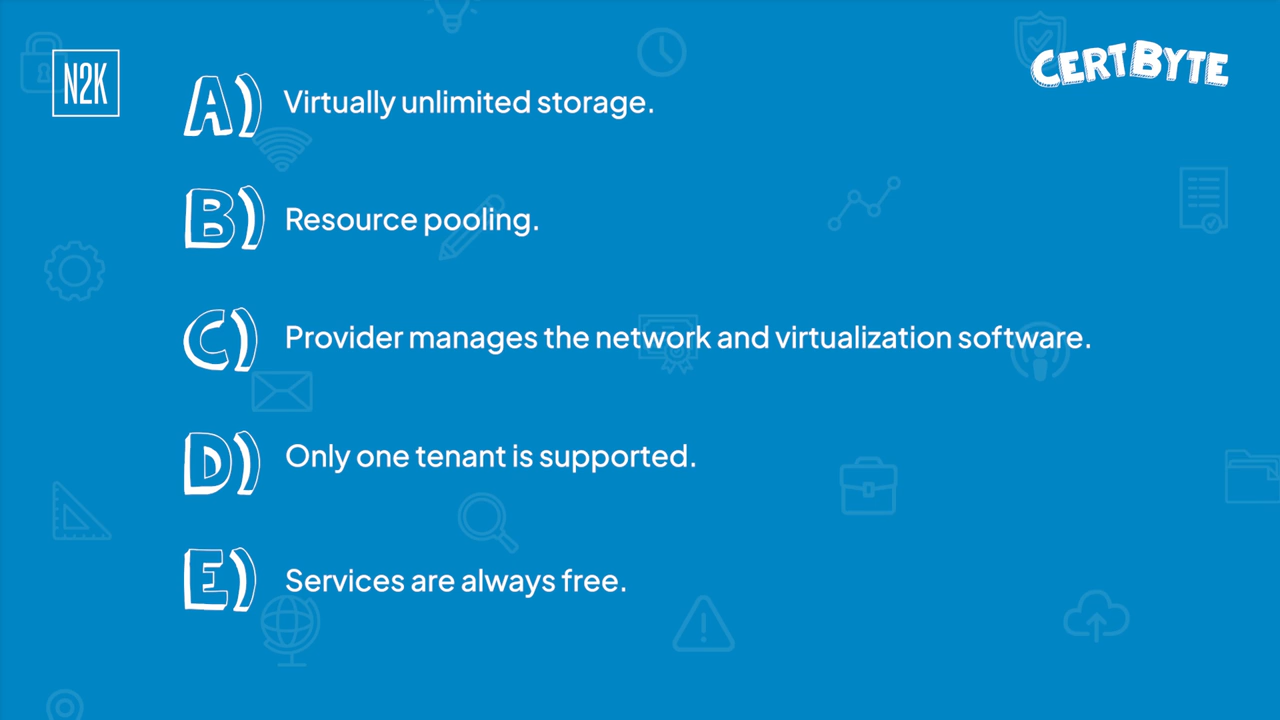 N2K
CERTBYTE
A) Virtually unlimited storage.
B) Resource pooling.
C) Provider manages the network and virtualization software.
D) Only one tenant is supported.
E) Services are always free.